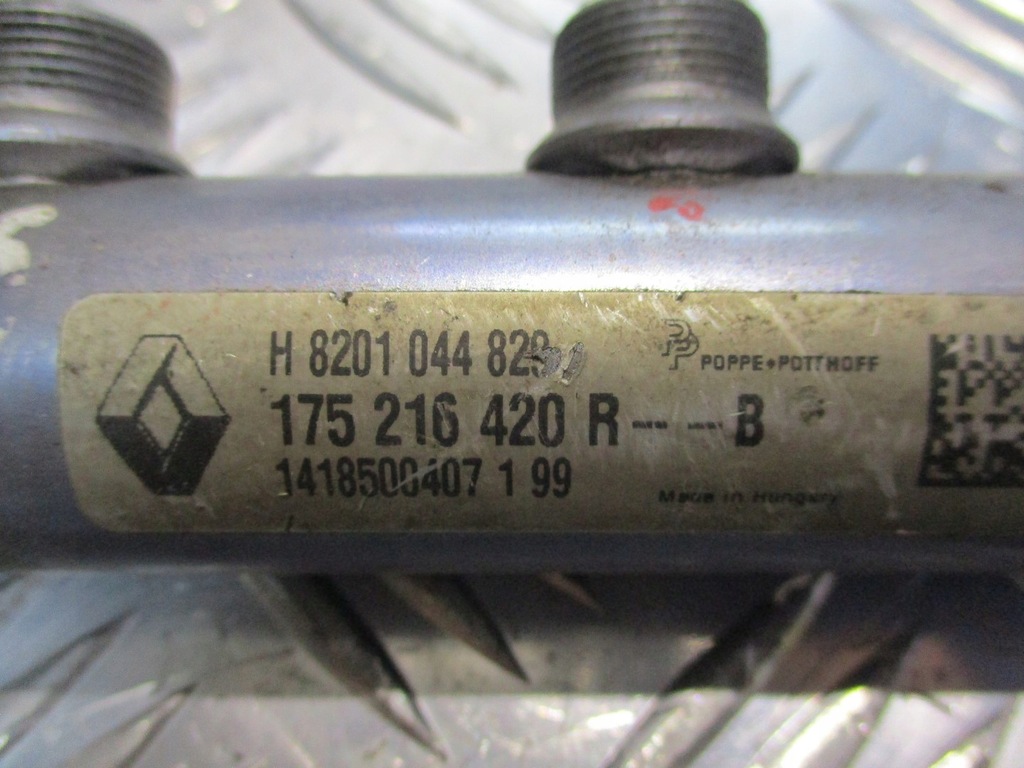 H 8201 044 829
POPPE+POTTHOFF
175 216 420 R-- --- B
1418500407 1 99
Made in Hungary